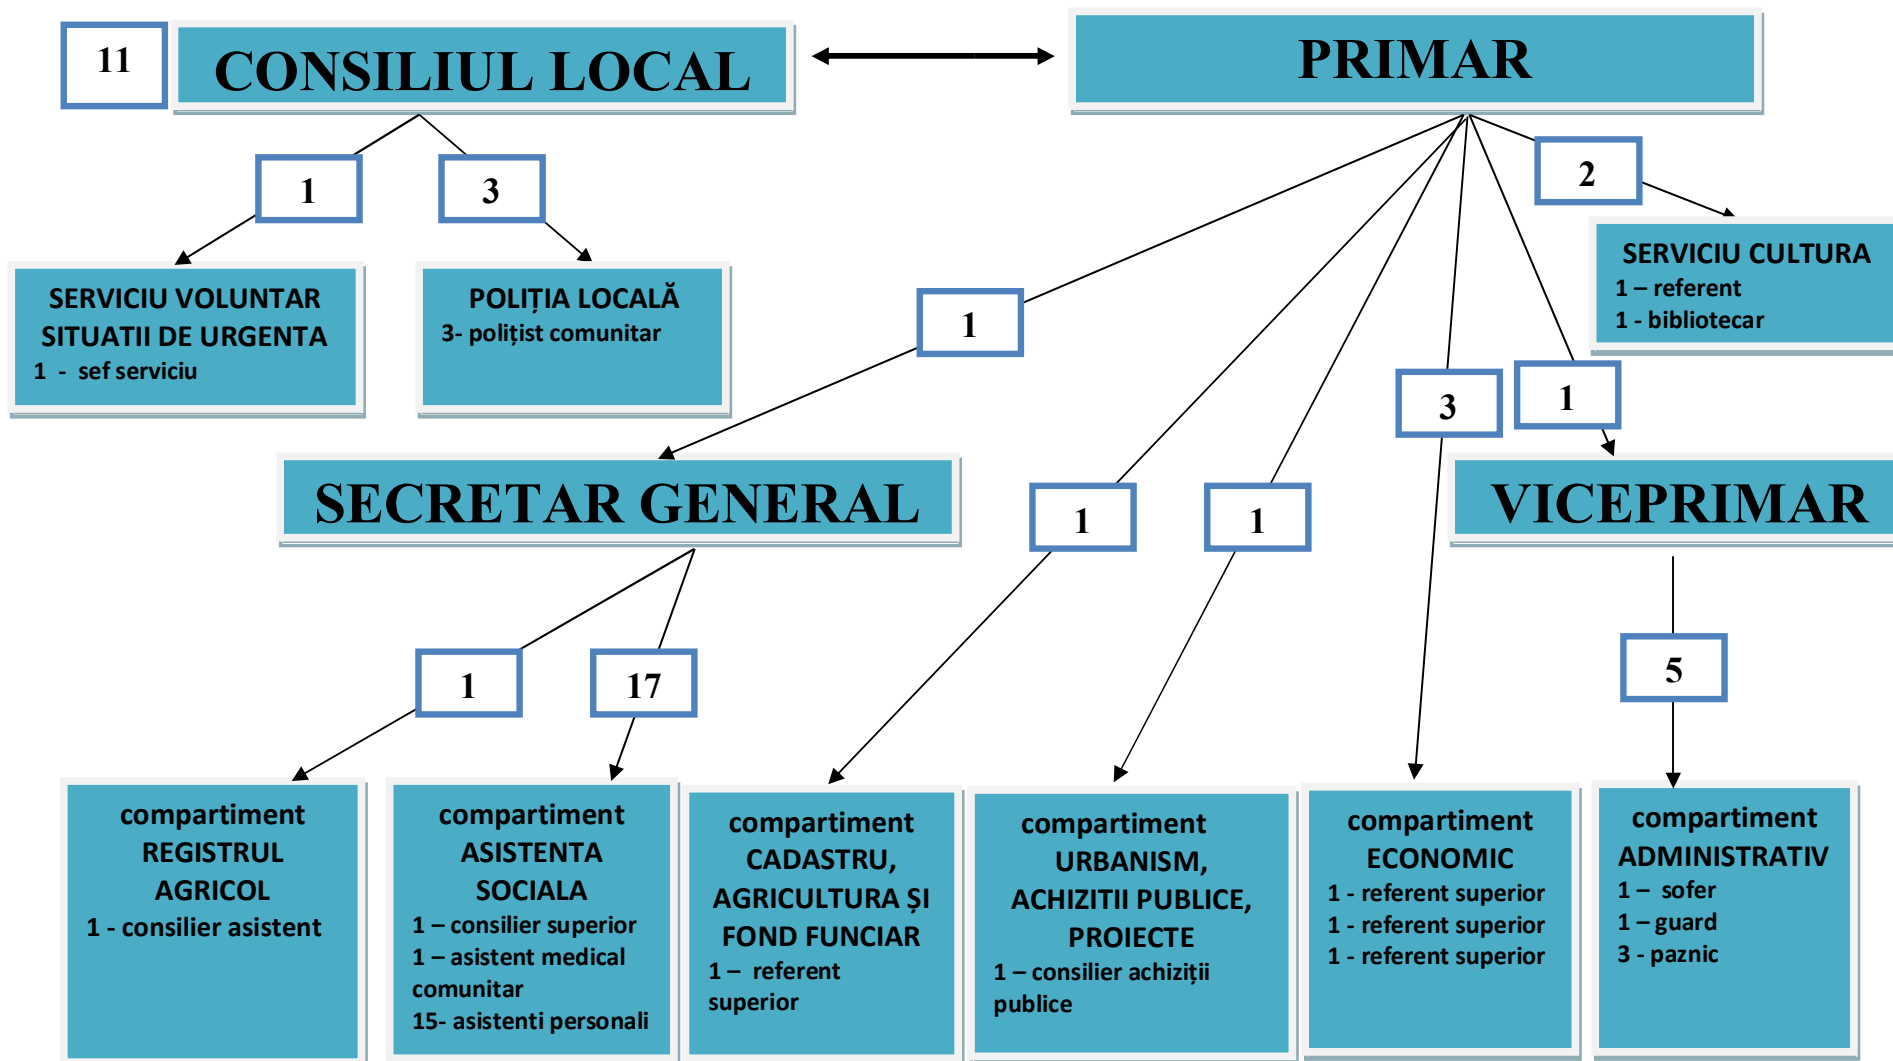 11
CONSILIUL LOCAL
PRIMAR
1
3
2
SERVICIU VOLUNTAR
SITUATII DE URGENTA
1 - sef serviciu
POLIȚIA LOCALĂ
3- polițist comunitar
SERVICIU CULTURA
1 – referent
1 - bibliotecar
1
3
1
SECRETAR GENERAL
1
1
VICEPRIMAR
1
17
5
compartiment
REGISTRUL
AGRICOL
1 - consilier asistent
compartiment
ASISTENTA
SOCIALA
1 – consilier superior
1 – asistent medical
comunitar
15- asistenti personali
compartiment
CADASTRU,
AGRICULTURA ȘI
FOND FUNCIAR
1 – referent
superior
compartiment
URBANISM,
ACHIZITII PUBLICE,
PROIECTE
1 – consilier achiziții
publice
compartiment
ECONOMIC
1 - referent superior
1 - referent superior
1 - referent superior
compartiment
ADMINISTRATIV
1 – sofer
1 – guard
3 - paznic